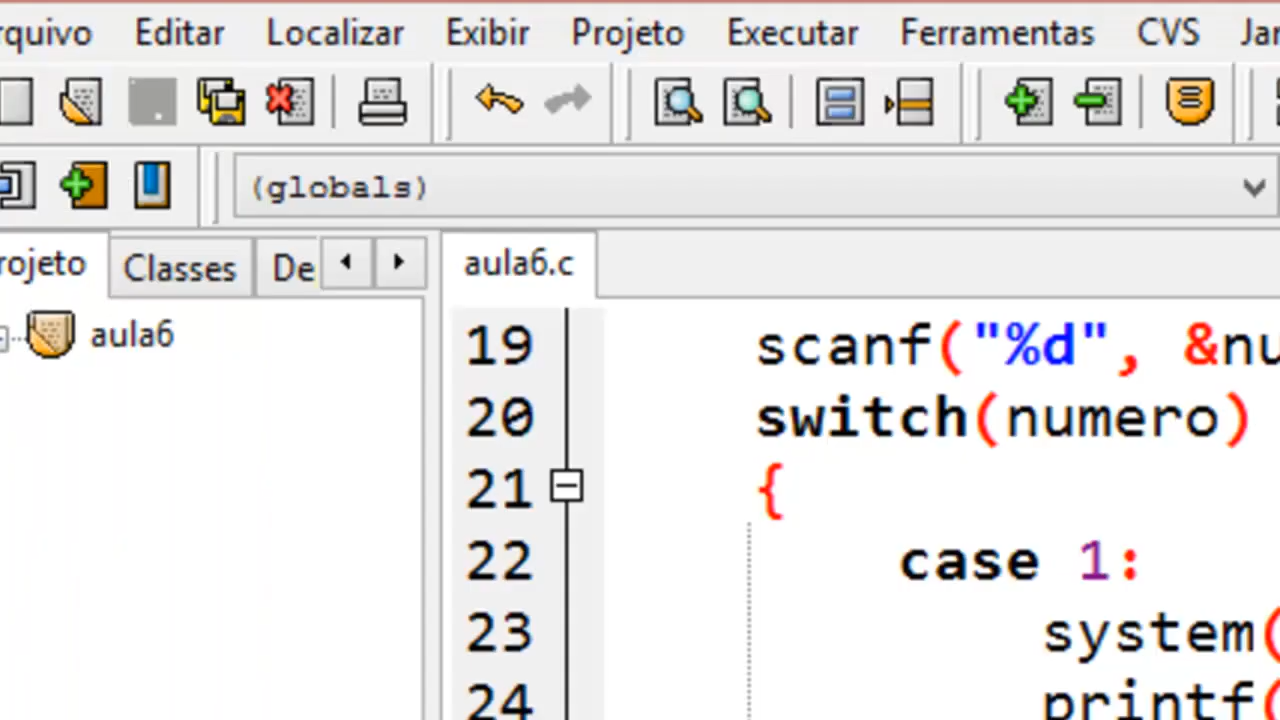 rquivo Editar Localizar Exibir Projeto Executar Ferramentas CVS Jar
(globals)
rojeto Classes De aula6.c
aula6
19 scanf("%d", &nu
20 switch(numero)
21 {
22 case 1:
23 system(
24 printf(